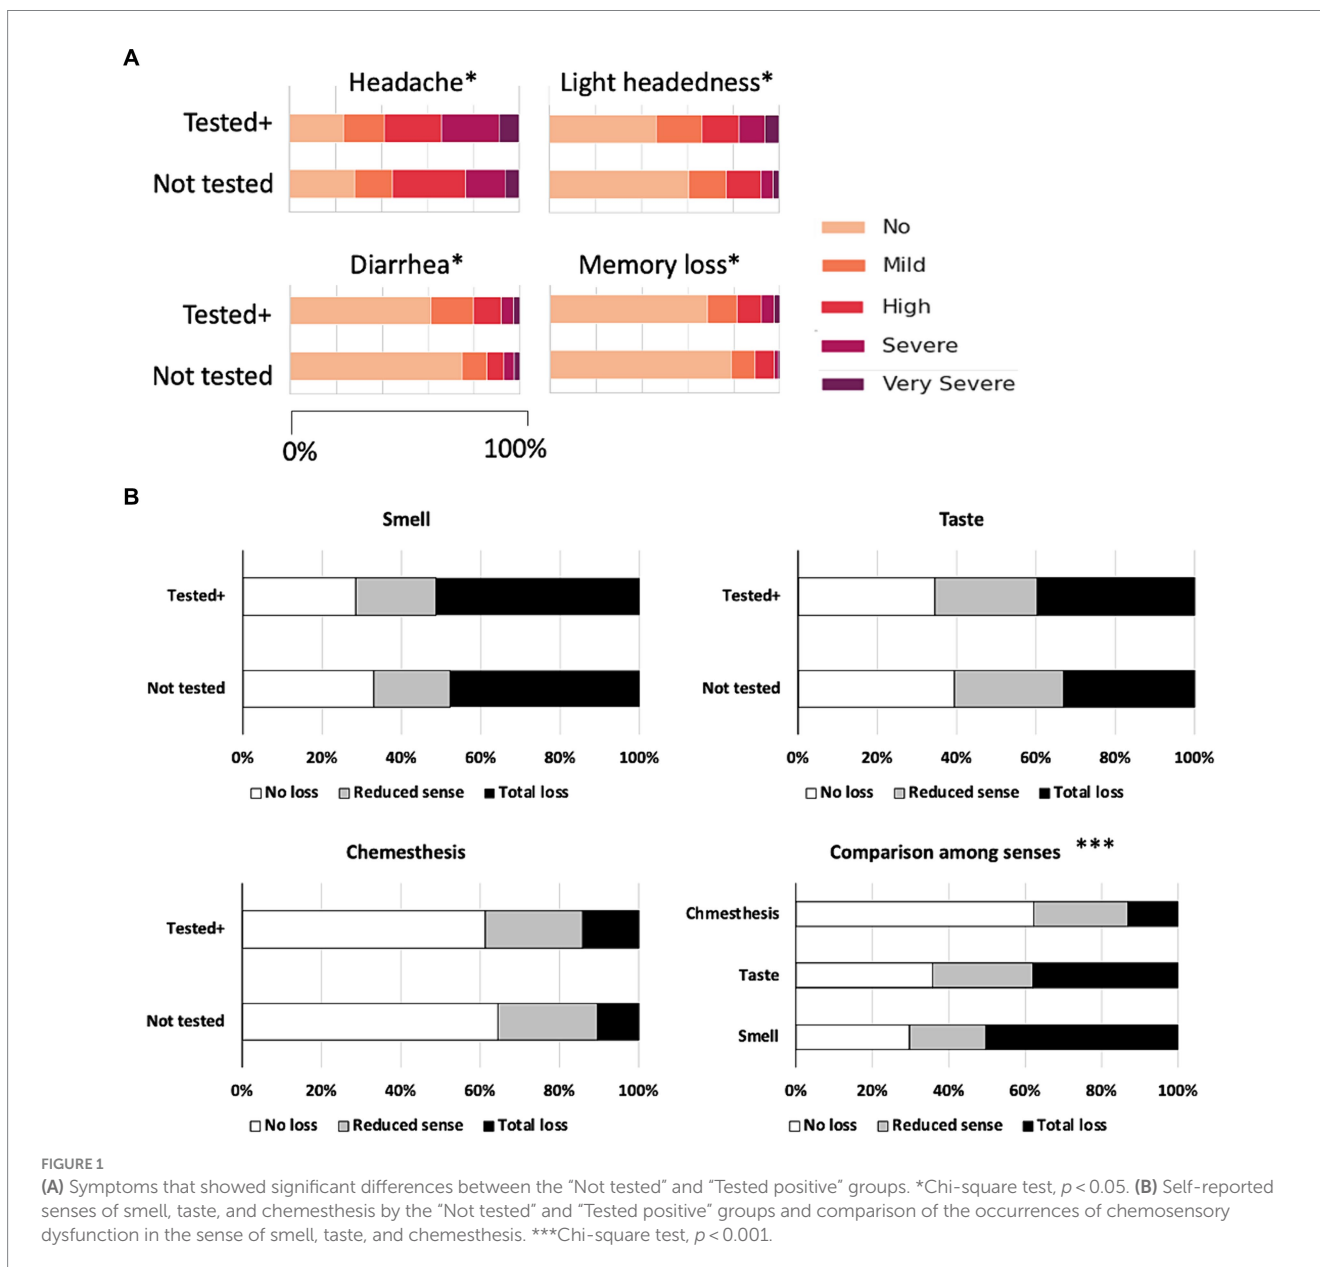 A
Headache*
Light headedness*
Tested+
Not tested
Diarrhea*
Memory loss*
Tested+
Not tested
0%
100%
No
Mild
High
Severe
Very Severe
B
Smell
Tested+
Not tested
0% 20% 40% 60% 80% 100%
No loss Reduced sense Total loss
Taste
Tested+
Not tested
0% 20% 40% 60% 80% 100%
No loss Reduced sense Total loss
Chemesthesis
Tested+
Not tested
0% 20% 40% 60% 80% 100%
No loss Reduced sense Total loss
Comparison among senses ***
Chmesthesis
Taste
Smell
0% 20% 40% 60% 80% 100%
No loss Reduced sense Total loss
FIGURE 1
(A) Symptoms that showed significant differences between the “Not tested” and “Tested positive” groups. *Chi-square test, p < 0.05. (B) Self-reported
senses of smell, taste, and chemesthesis by the “Not tested” and “Tested positive” groups and comparison of the occurrences of chemosensory
dysfunction in the sense of smell, taste, and chemesthesis. ***Chi-square test, p < 0.001.